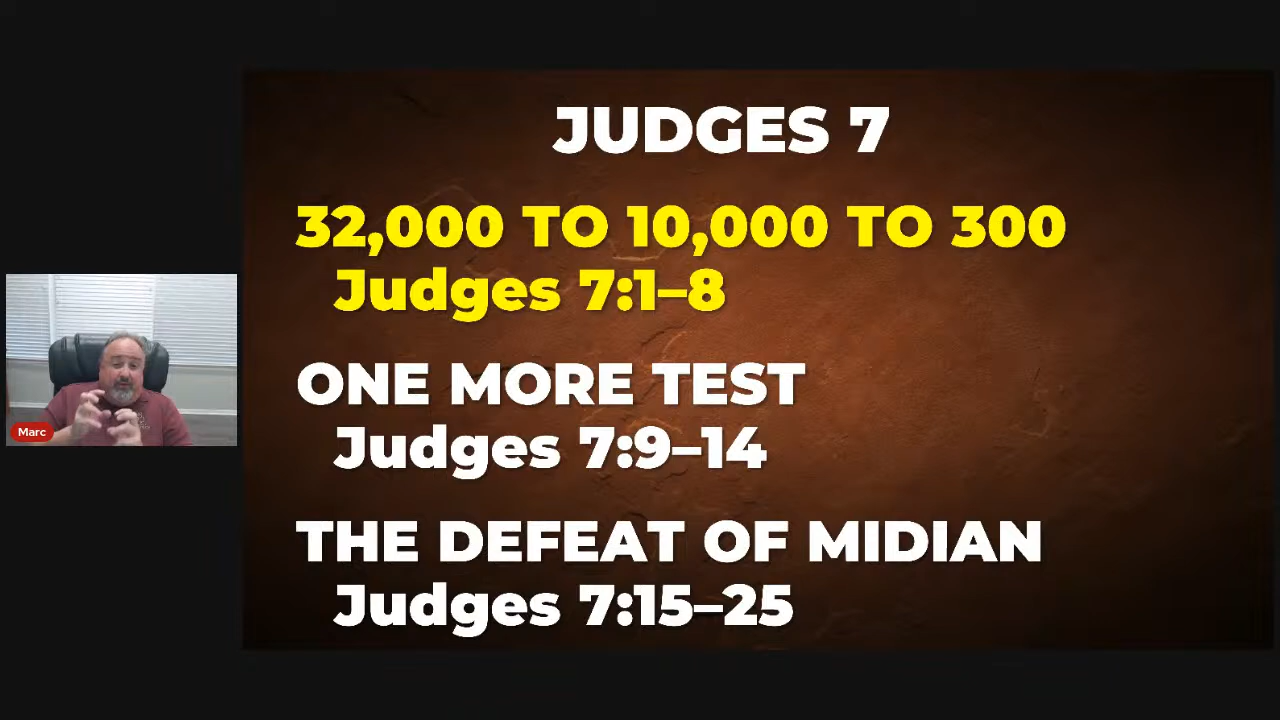 JUDGES 7
32,000 TO 10,000 TO 300
Judges 7:1–8
ONE MORE TEST
Judges 7:9–14
THE DEFEAT OF MIDIAN
Judges 7:15–25
Marc